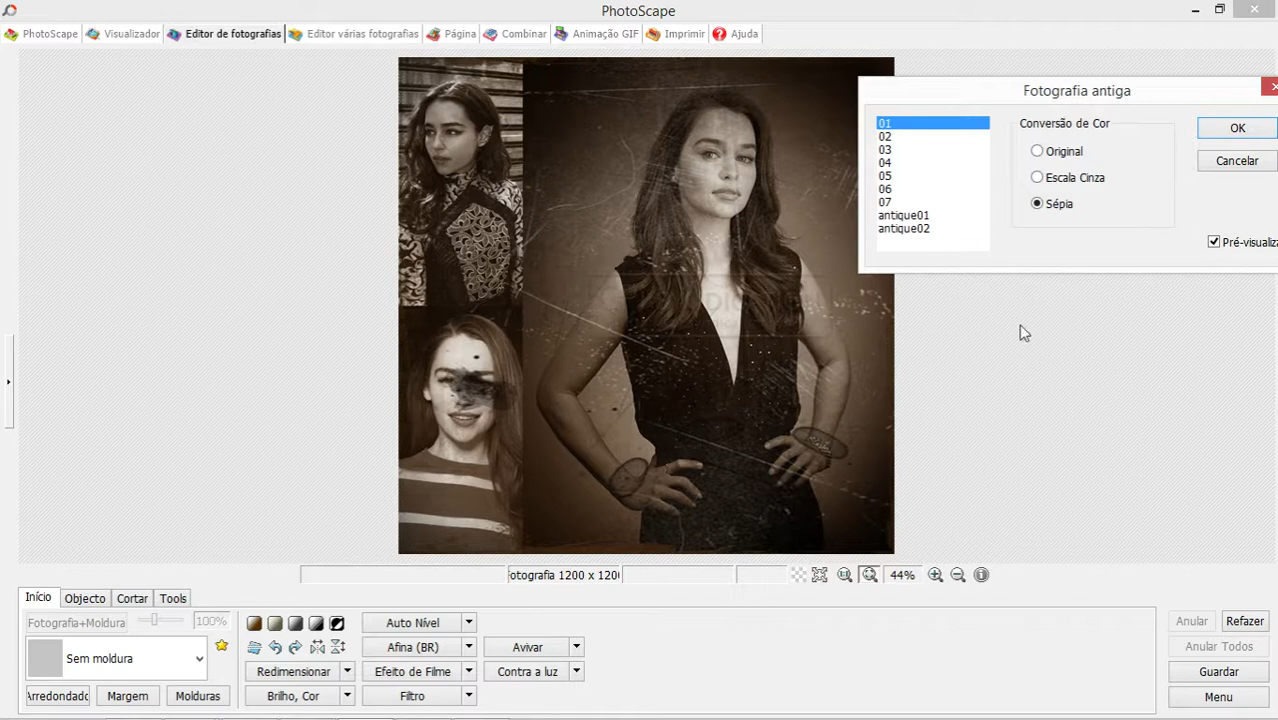 PhotoScape
PhotoScape
Visualizador
Editor de fotografias
Editor várias fotografias
Página
Combinar
Animação GIF
Imprimir
Ajuda
Fotografia antiga
01
02
03
04
05
06
07
antique01
antique02
Conversão de Cor
Original
Escala Cinza
Sépia
OK
Cancelar
Pré-visualiza
otografia 1200 x 120
44%
Início
Objecto
Cortar
Tools
Fotografia+Moldura
100%
Sem moldura
Arredondado
Margem
Molduras
Auto Nível
Afina (BR)
Avivar
Redimensionar
Efeito de Filme
Contra a luz
Brilho, Cor
Filtro
Anular
Refazer
Anular Todos
Guardar
Menu